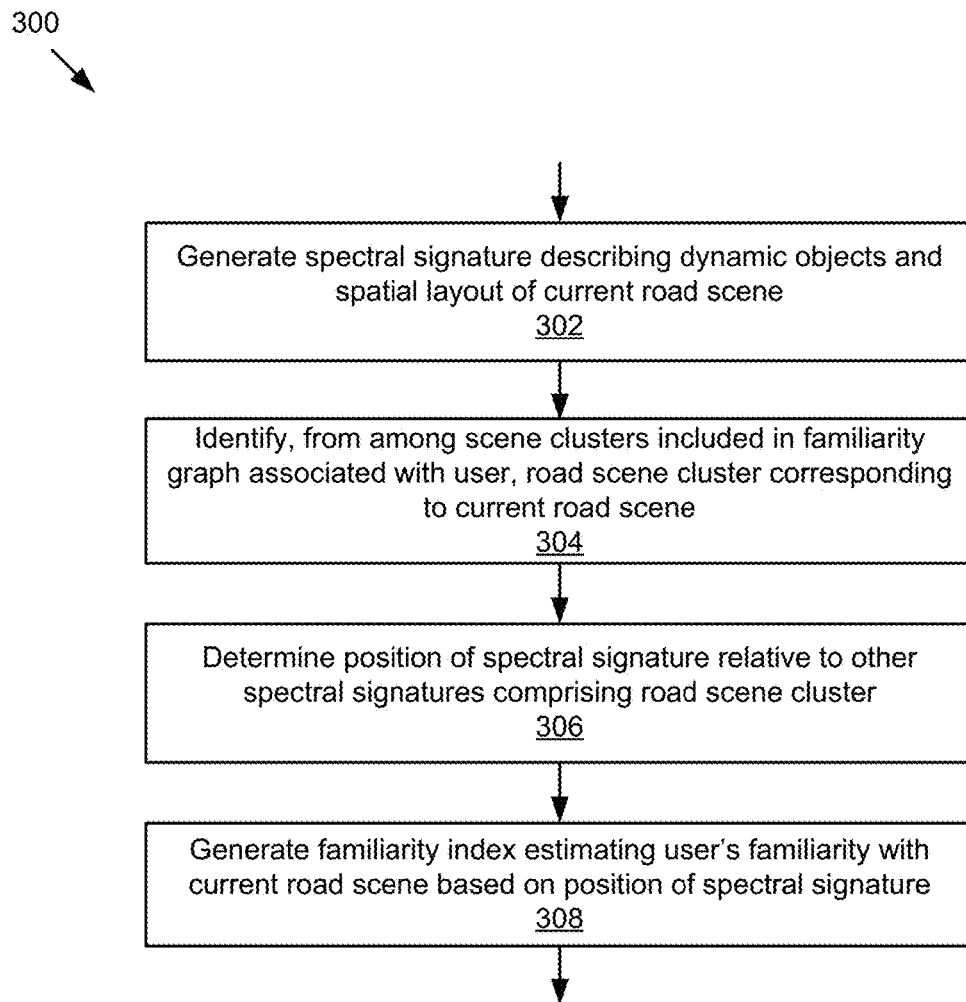 300
Generate spectral signature describing dynamic objects and
spatial layout of current road scene
302
Identify, from among scene clusters included in familiarity
graph associated with user, road scene cluster corresponding
to current road scene
304
Determine position of spectral signature relative to other
spectral signatures comprising road scene cluster
306
Generate familiarity index estimating user's familiarity with
current road scene based on position of spectral signature
308